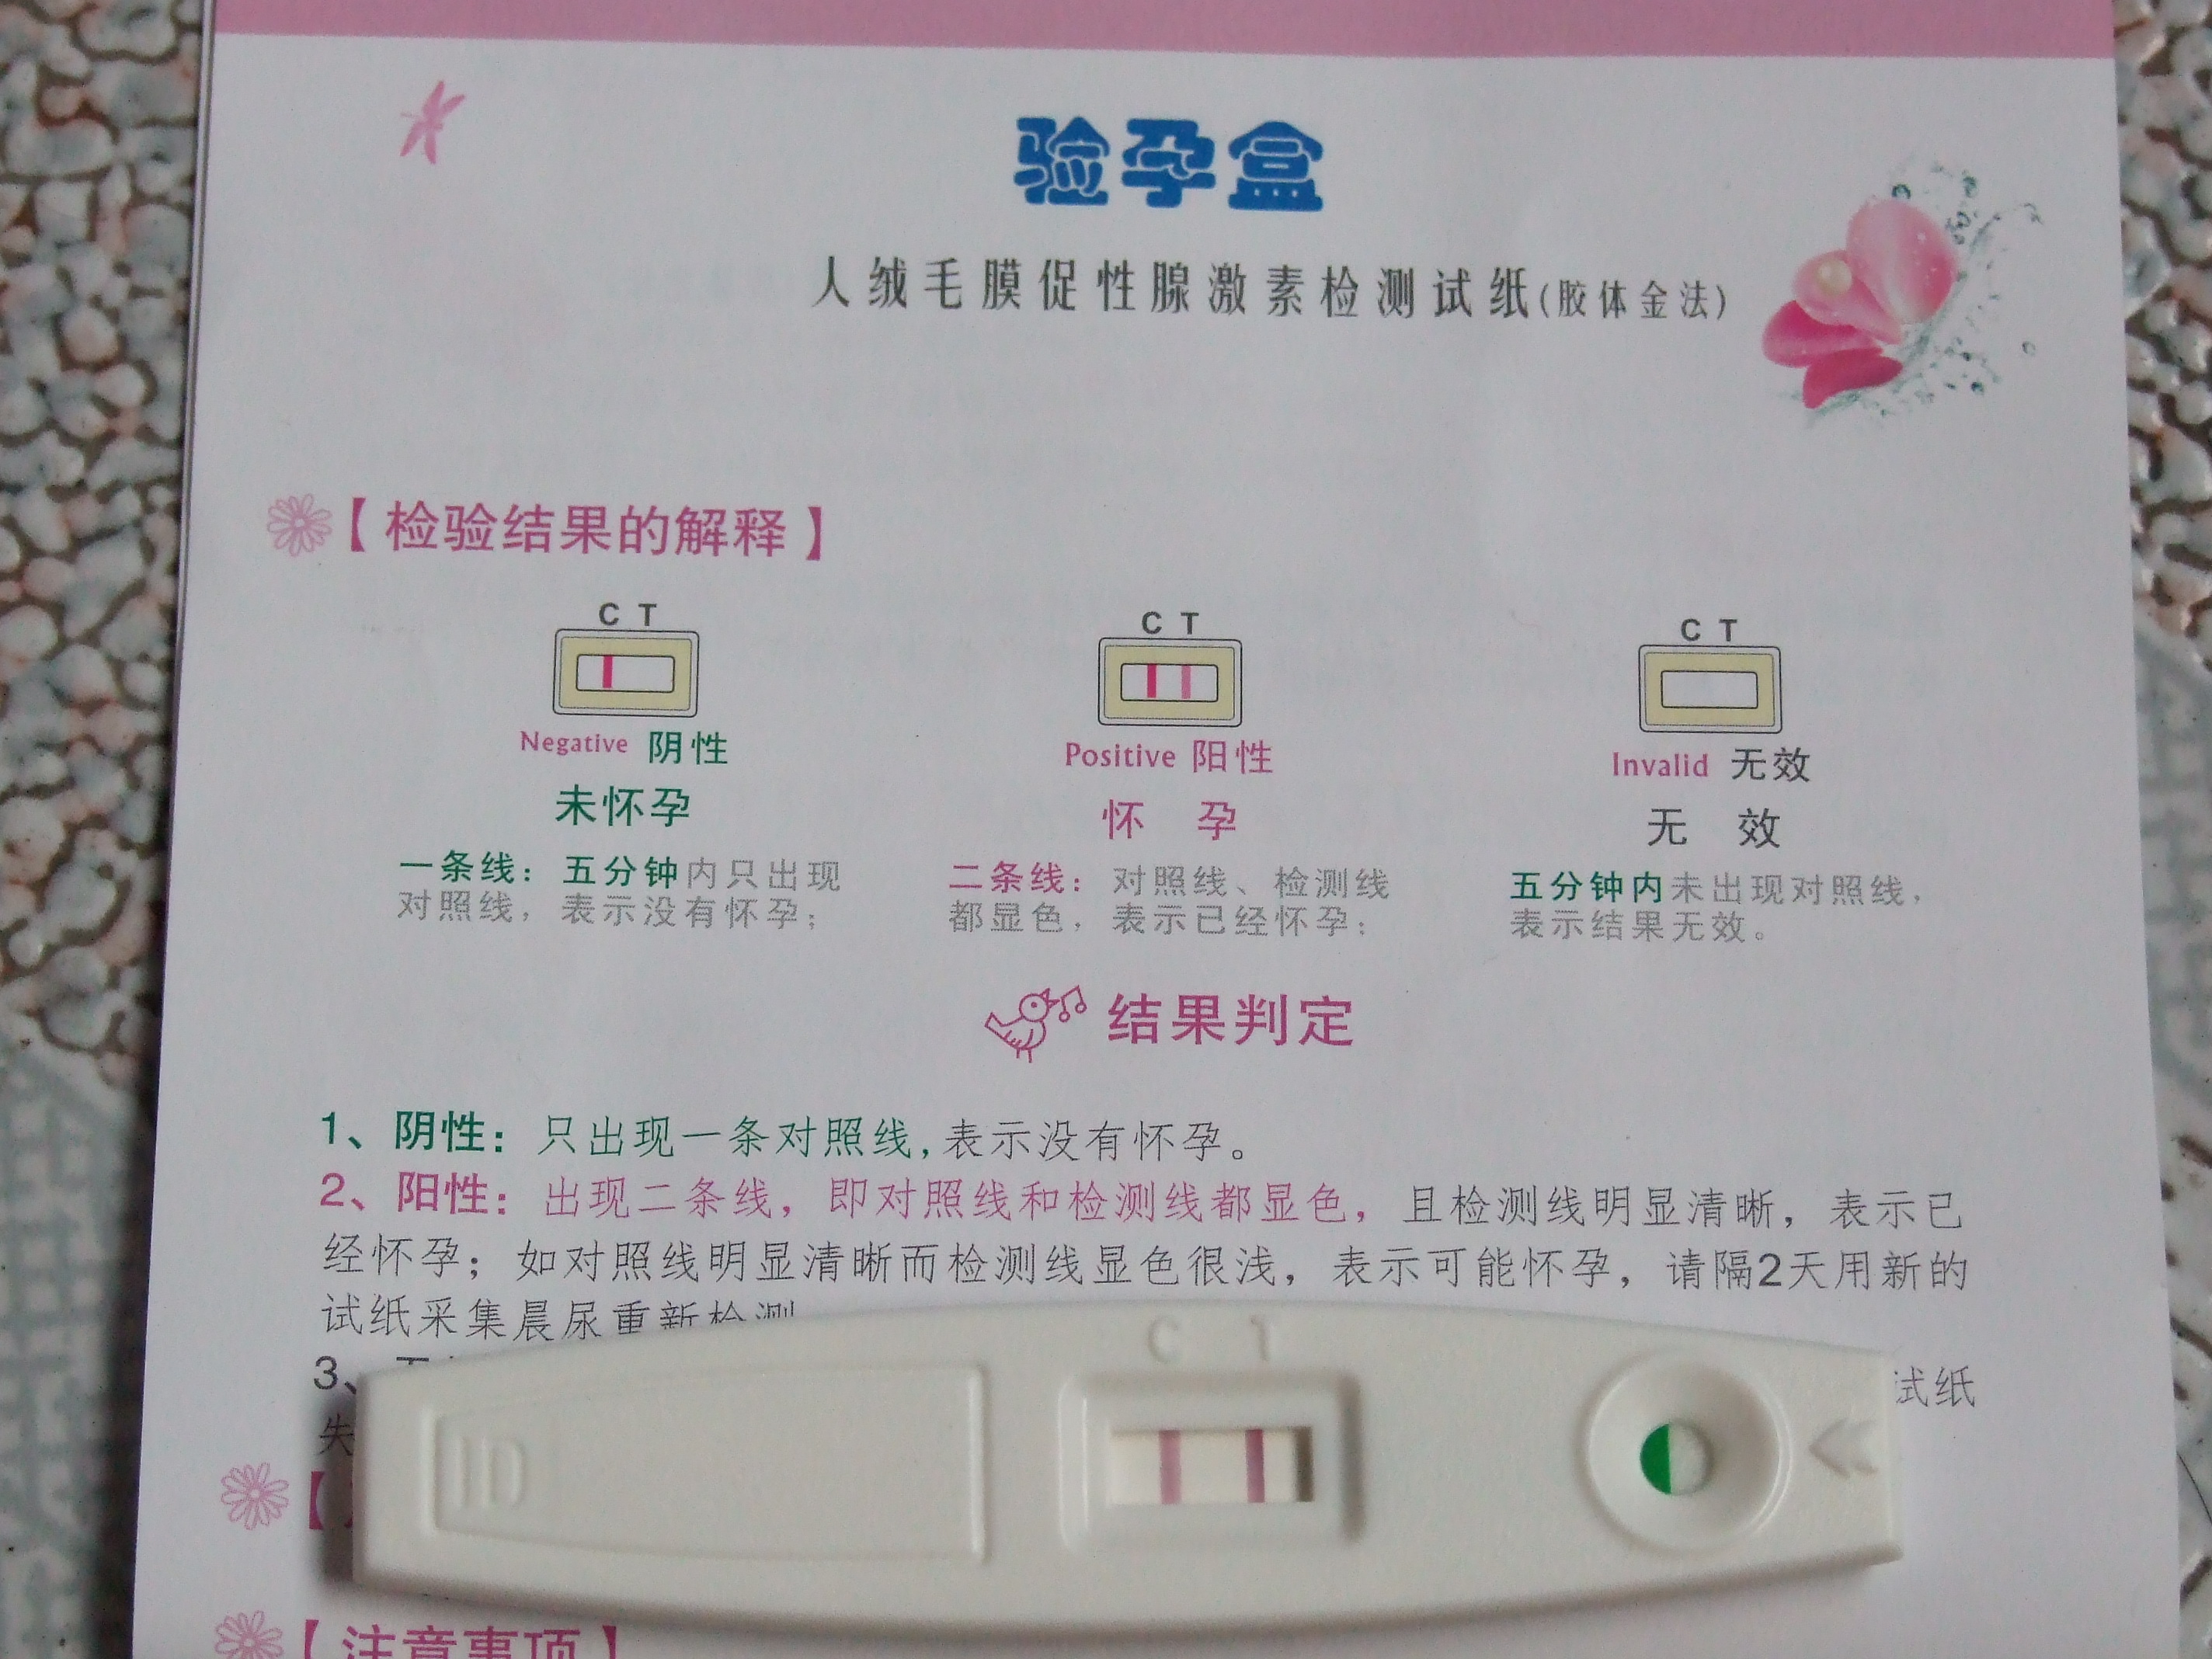 验孕盒
人绒毛膜促性腺激素检测试纸(胶体金法)
【检验结果的解释】
C T
C T
C T
Negative 阴性
Positive 阳性
Invalid 无效
未怀孕
怀 孕
无 效
一条线：五分钟内只出现
对照线，表示没有怀孕；
二条线：对照线、检测线
都显色，表示已经怀孕；
五分钟内未出现对照线，
表示结果无效。
结果判定
1、阴性：只出现一条对照线，表示没有怀孕。
2、阳性：出现二条线，即对照线和检测线都显色，且检测线明显清晰，表示已
经怀孕；如对照线明显清晰而检测线显色很浅，表示可能怀孕，请隔2天用新的
试纸采集晨尿重新检测
3、
试纸
失
C T
ID
【注意事项】